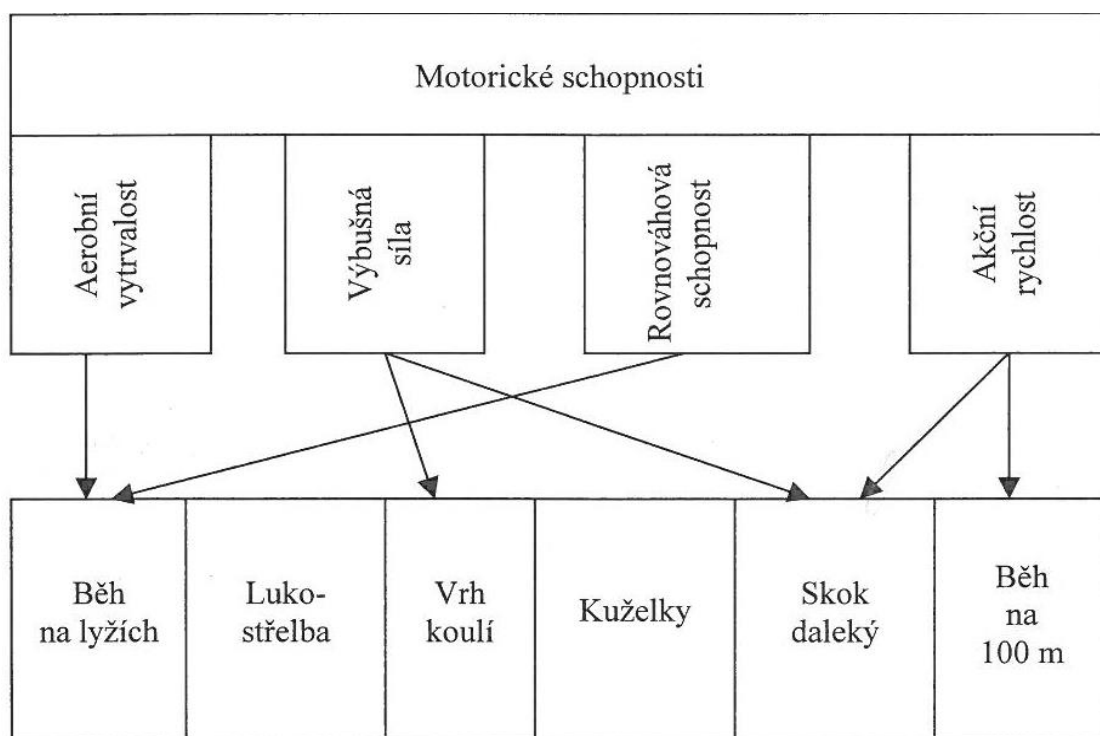 Motorické schopnosti
Aerobní
vytrvalost
Výbušná
síla
Rovnováhová
schopnost
Akční
rychlost
Běh
na lyžích
Luko-
střelba
Vrh
koulí
Kuželky
Skok
daleký
Běh
na
100 m